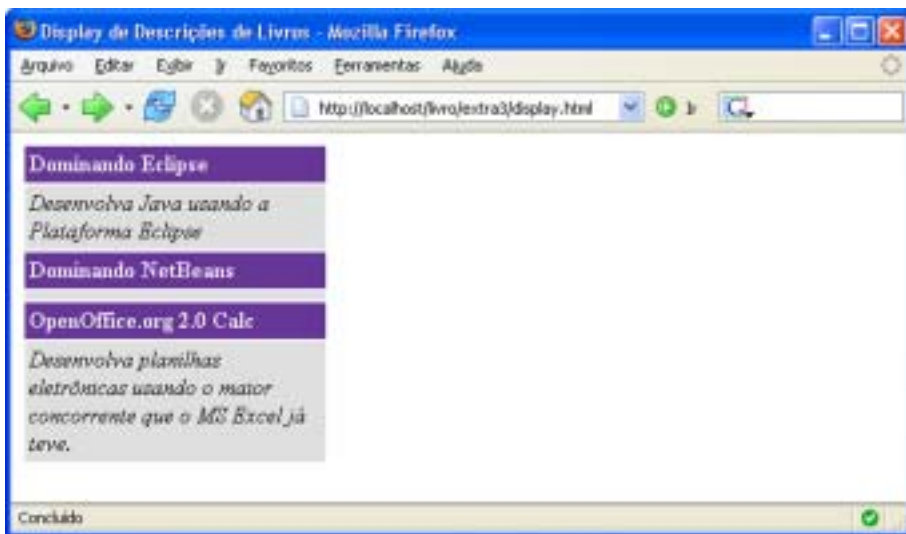 Display de Descrições de Livros - Mozilla Firefox
Arquivo Editar Exibir Ir Favoritos Ferramentas Ajuda
http://localhost/livro/extra3/display.html Ir
Dominando Eclipse
Desenvolva Java usando a
Plataforma Eclipse
Dominando NetBeans
OpenOffice.org 2.0 Calc
Desenvolva planilhas
eletrônicas usando o maior
concorrente que o MS Excel já
teve.
Concluído